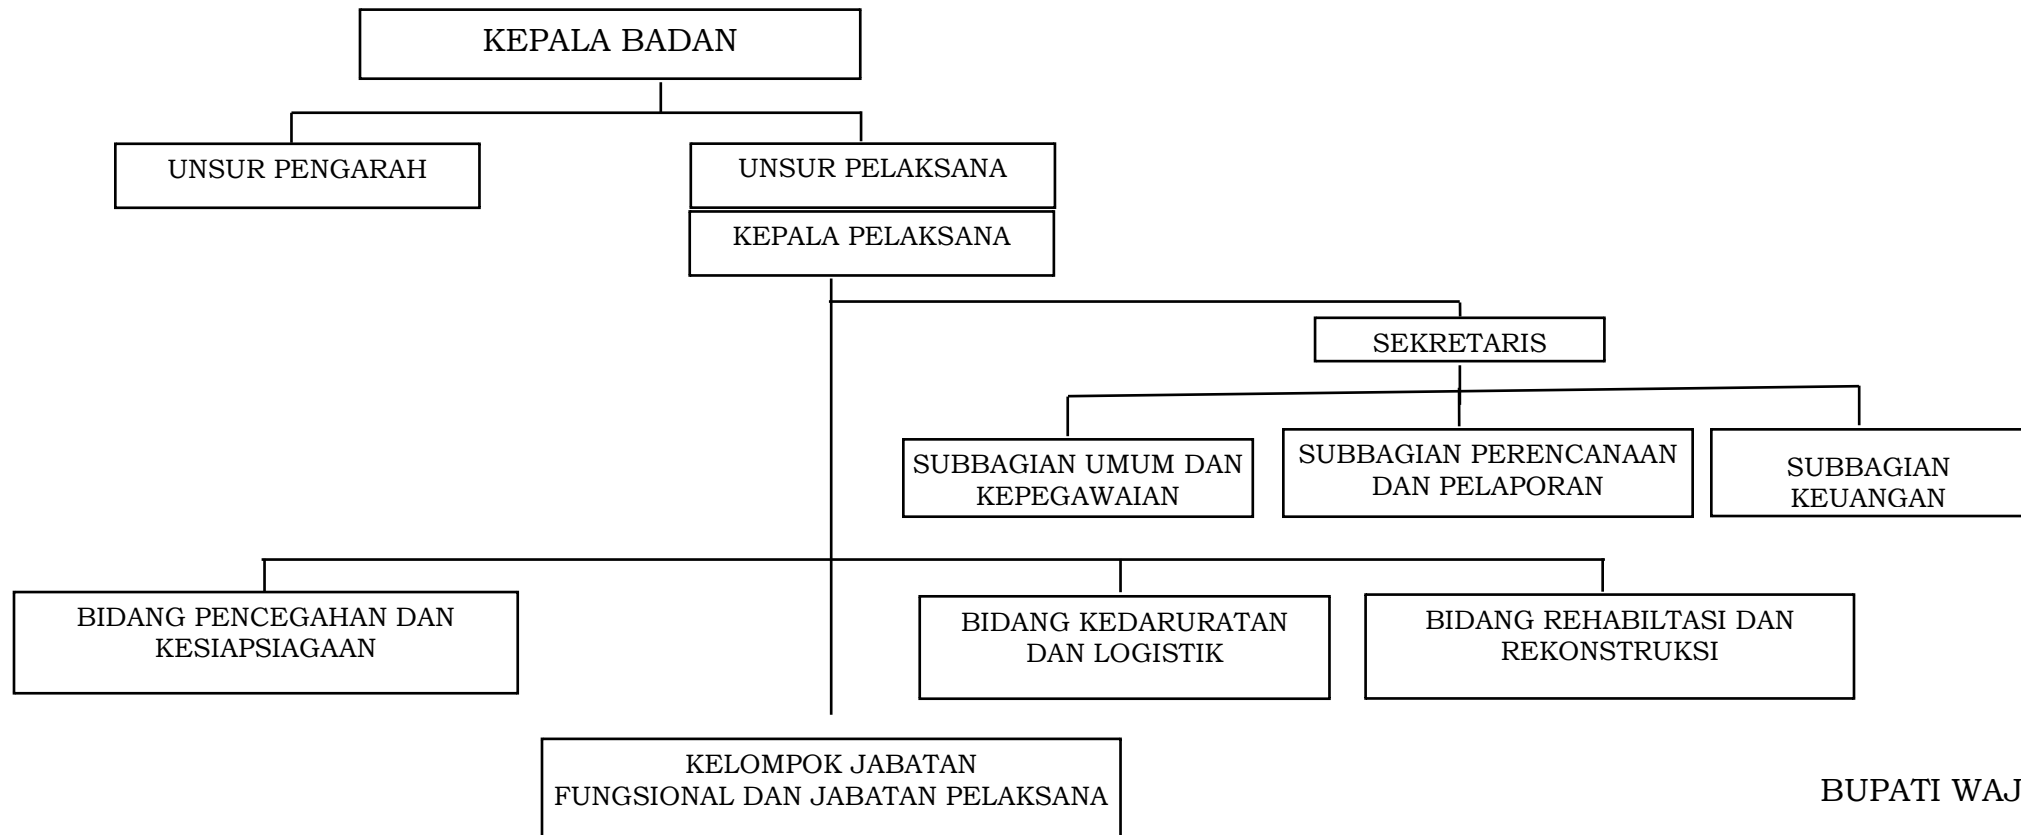 KEPALA BADAN
UNSUR PENGARAH
UNSUR PELAKSANA
KEPALA PELAKSANA
SEKRETARIS
SUBBAGIAN UMUM DAN
KEPEGAWAIAN
SUBBAGIAN PERENCANAAN
DAN PELAPORAN
SUBBAGIAN
KEUANGAN
BIDANG PENCEGAHAN DAN
KESIAPSIAGAAN
BIDANG KEDARURATAN
DAN LOGISTIK
BIDANG REHABILTASI DAN
REKONSTRUKSI
KELOMPOK JABATAN
FUNGSIONAL DAN JABATAN PELAKSANA
BUPATI WAJ